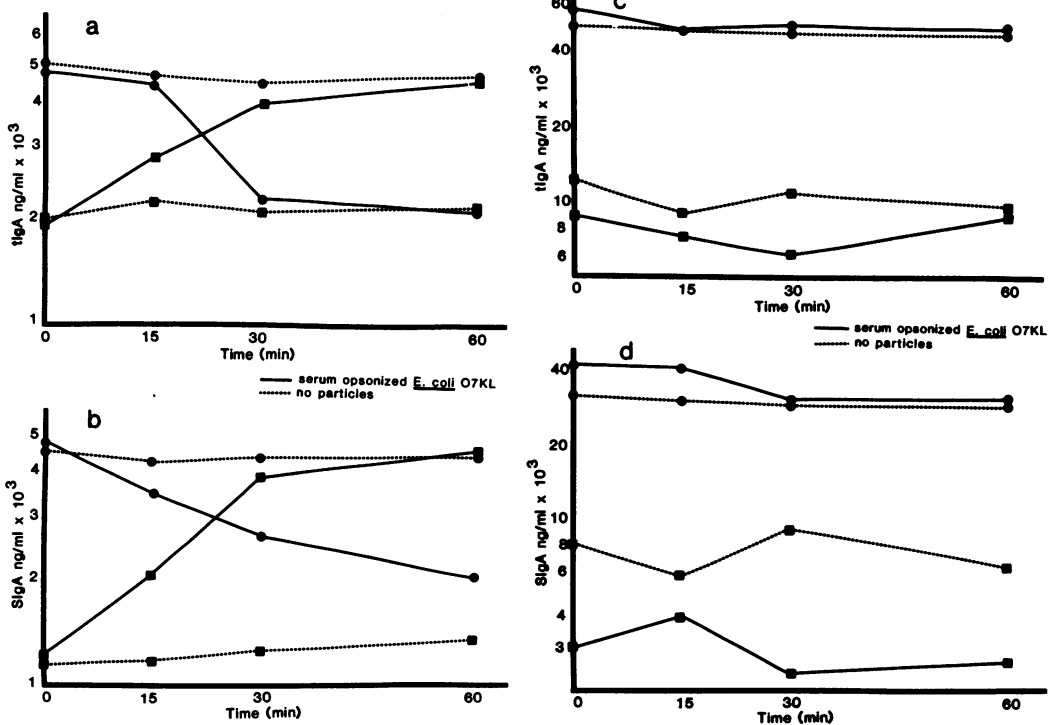 a
6
5
4
3
2
1
tIgA ng/ml x 10³
0 15 30 60
Time (min)
serum opsonized E. coli O7KL
no particles
b
5
4
3
2
1
SIgA ng/ml x 10³
0 15 30 60
Time (min)
c
60
40
20
10
8
6
tIgA ng/ml x 10³
0 15 30 60
Time (min)
serum opsonized E. coli O7KL
no particles
d
40
20
10
8
6
4
3
SIgA ng/ml x 10³
0 15 30 60
Time (min)